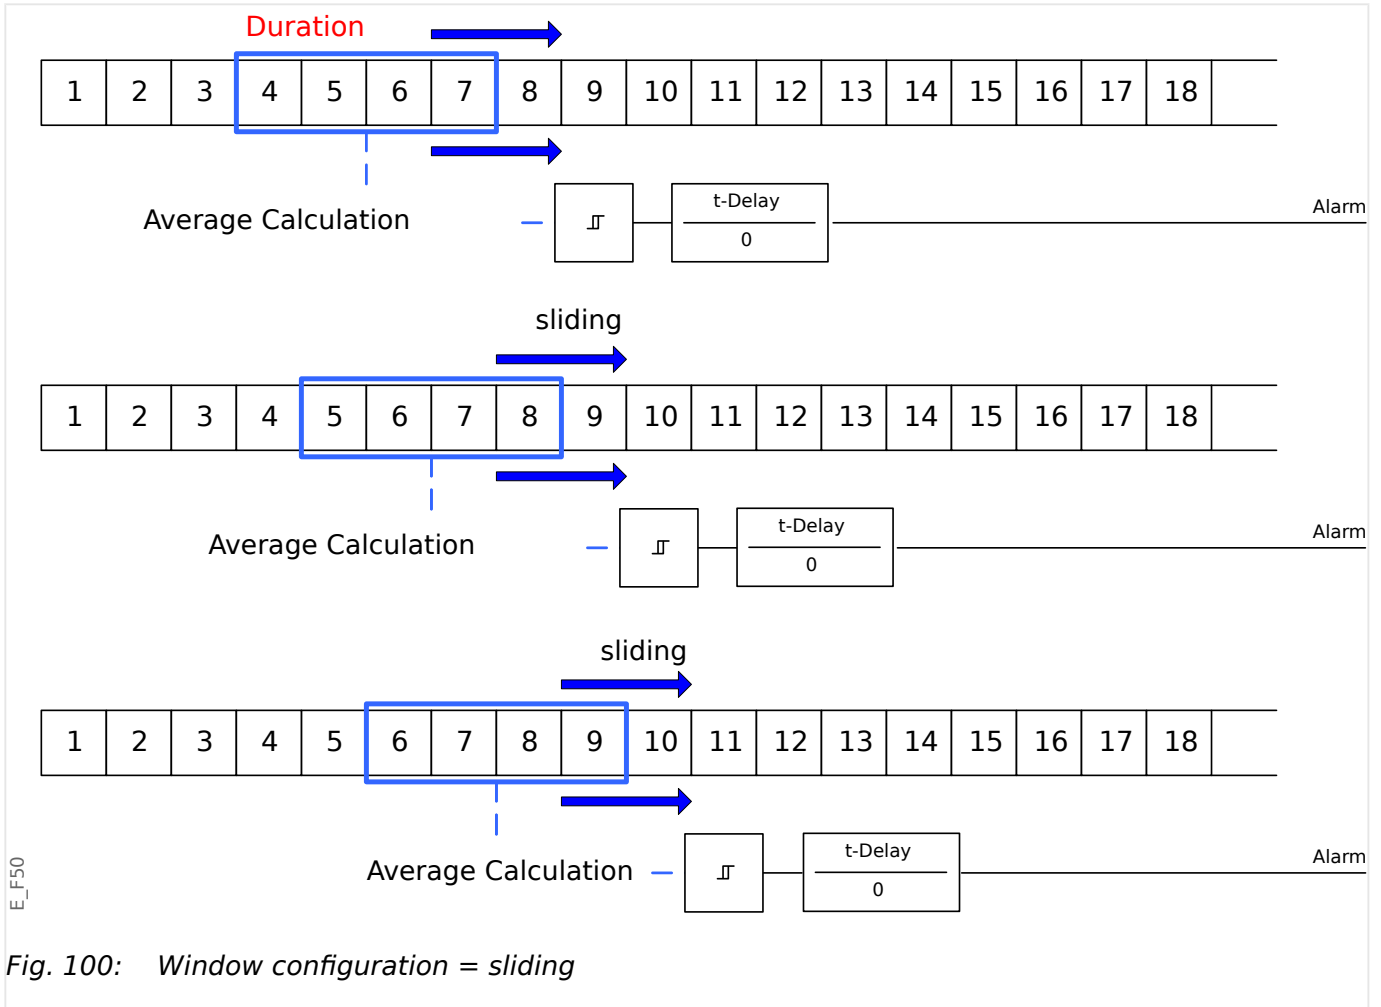 Duration
1 2 3 4 5 6 7 8 9 10 11 12 13 14 15 16 17 18
Average Calculation
t-Delay
0
Alarm
sliding
1 2 3 4 5 6 7 8 9 10 11 12 13 14 15 16 17 18
Average Calculation
t-Delay
0
Alarm
sliding
1 2 3 4 5 6 7 8 9 10 11 12 13 14 15 16 17 18
Average Calculation
t-Delay
0
Alarm
E_F50
Fig. 100: Window configuration = sliding